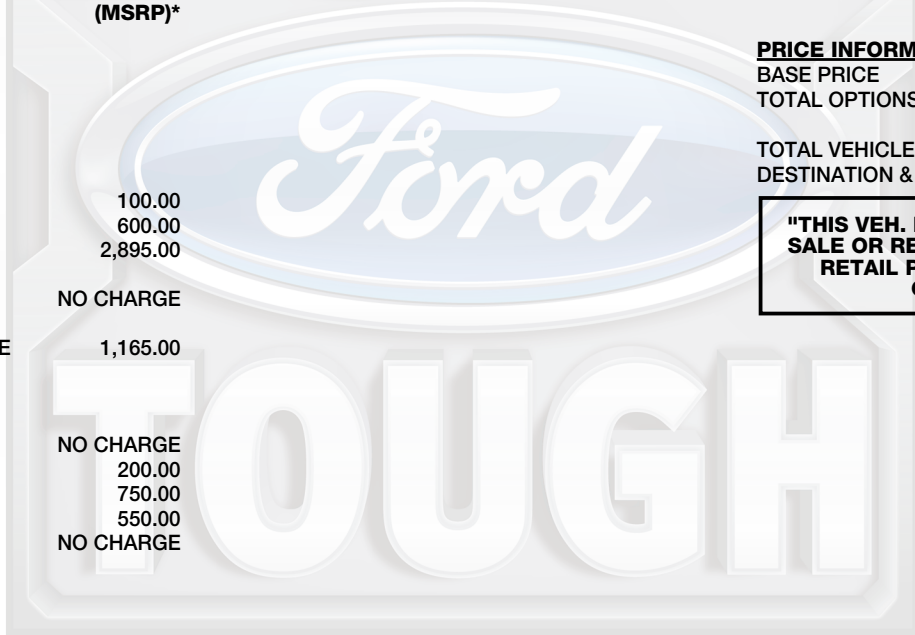 (MSRP)*
100.00
600.00
2,895.00
NO CHARGE
E 1,165.00
NO CHARGE
200.00
750.00
550.00
NO CHARGE
PRICE INFORM
BASE PRICE
TOTAL OPTIONS
TOTAL VEHICLE
DESTINATION &
"THIS VEH.
SALE OR RE
RETAIL
Ford
TOUGH